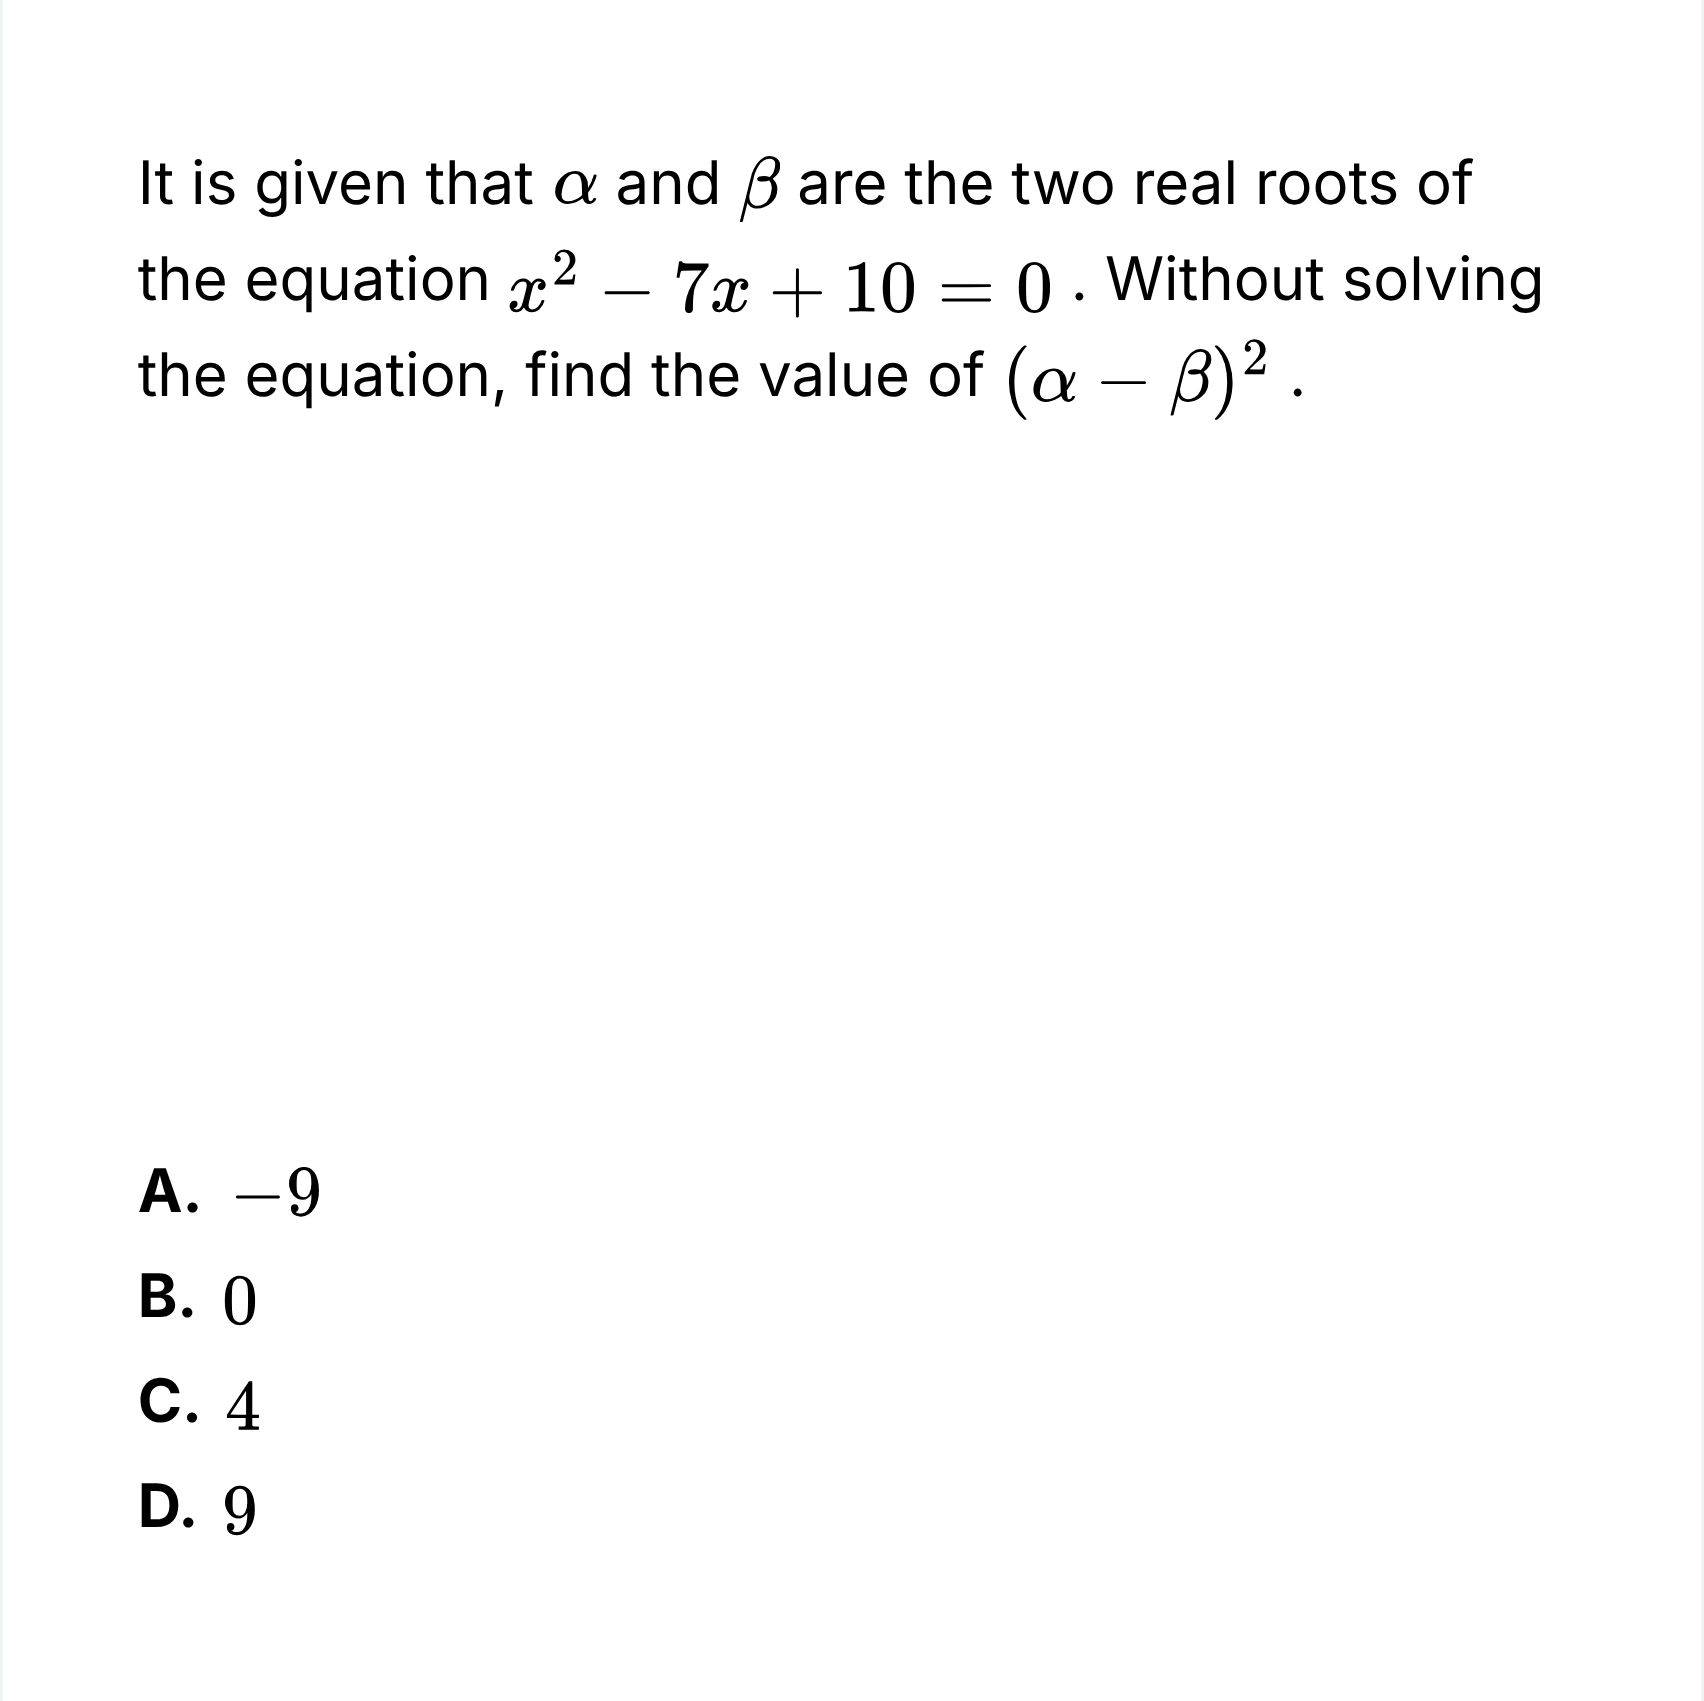 It is given that α and β are the two real roots of
the equation x² − 7x + 10 = 0 . Without solving
the equation, find the value of (α − β)² .
A. −9
B. 0
C. 4
D. 9